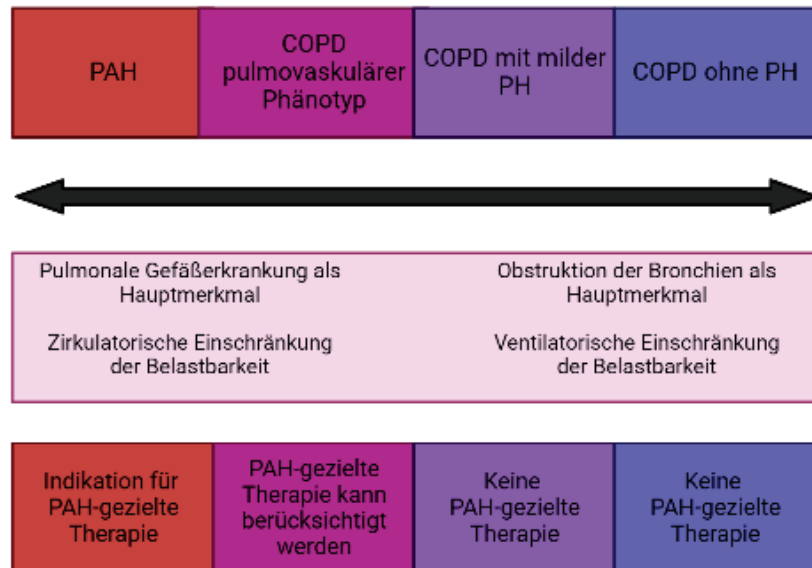 PAH
COPD
pulmovaskulärer
Phänotyp
COPD mit milder
PH
COPD ohne PH
Pulmonale Gefäßerkrankung als
Hauptmerkmal
Zirkulatorische Einschränkung
der Belastbarkeit
Obstruktion der Bronchien als
Hauptmerkmal
Ventilatorische Einschränkung
der Belastbarkeit
Indikation für
PAH-gezielte
Therapie
PAH-gezielte
Therapie kann
berücksichtigt
werden
Keine
PAH-gezielte
Therapie
Keine
PAH-gezielte
Therapie